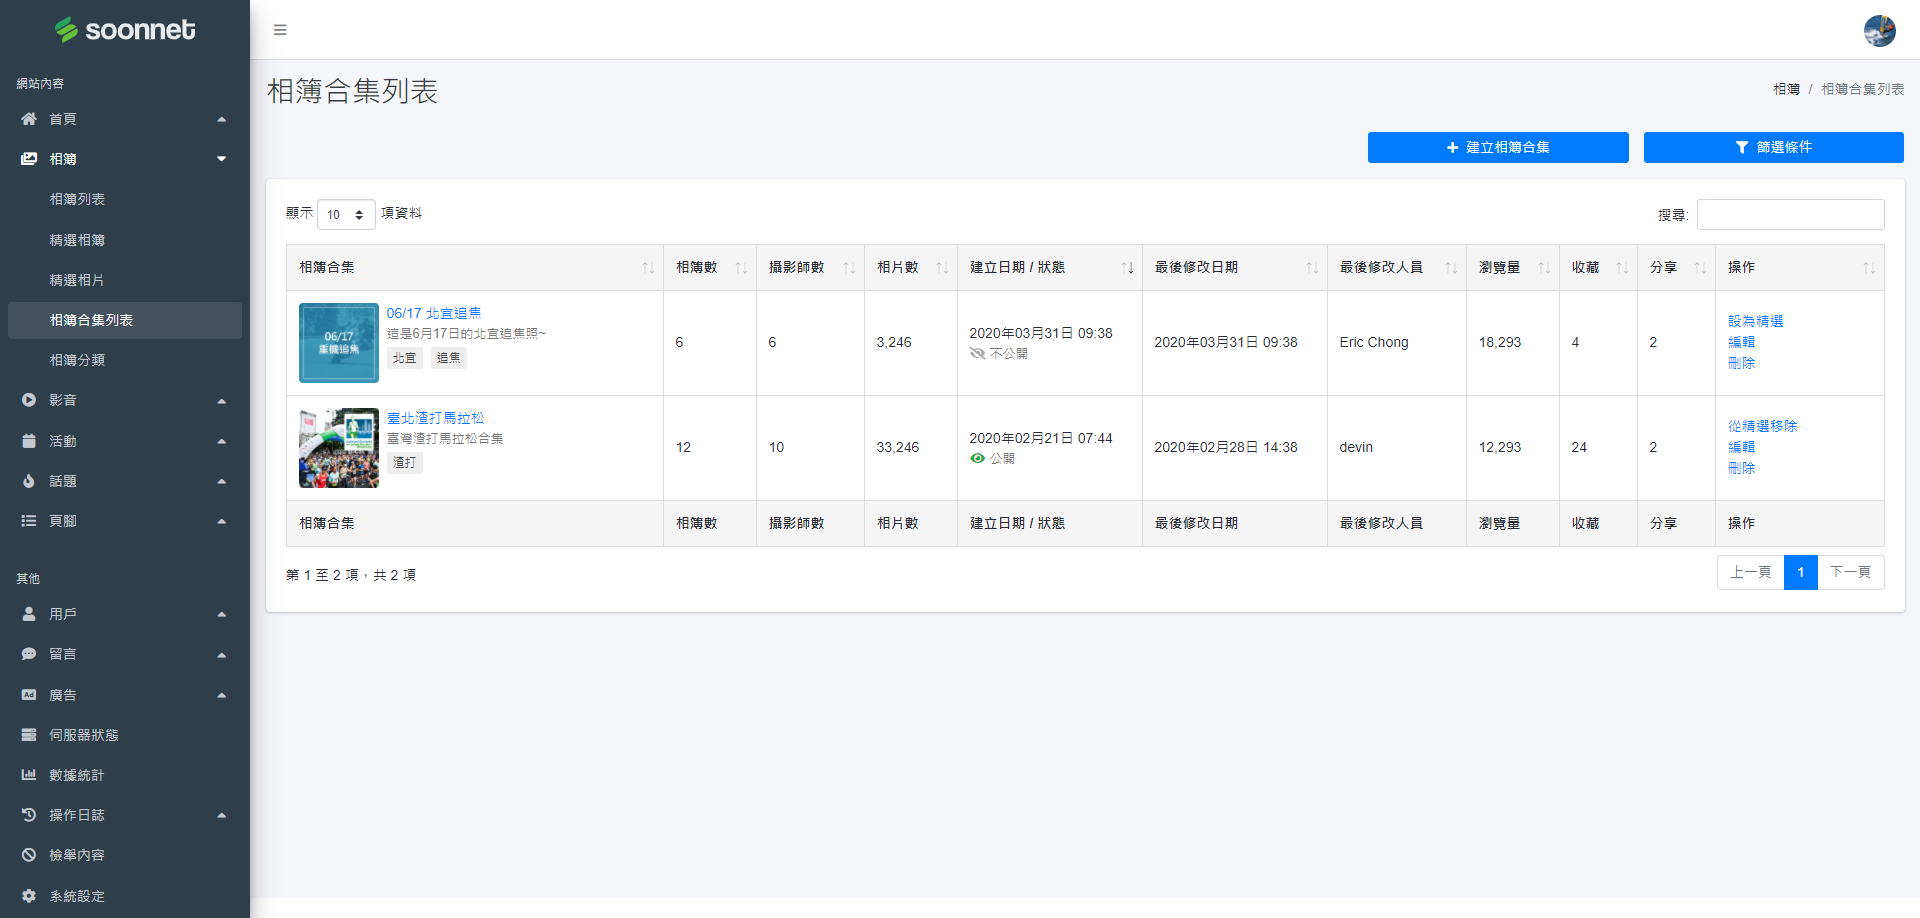 soonnet
網站內容
首頁
相簿
相簿列表
精選相簿
精選相片
相簿合集列表
相簿分類
影音
活動
話題
頁腳
其他
用戶
留言
Ad 廣告
伺服器狀態
數據統計
操作日誌
檢舉內容
系統設定
相簿合集列表
相簿 / 相簿合集列表
建立相簿合集 篩選條件
顯示 10 項資料 搜尋:
相簿合集 相簿數 攝影師數 相片數 建立日期 / 狀態 最後修改日期 最後修改人員 瀏覽量 收藏 分享 操作
06/17
重機追焦
06/17 北宜追焦
這是6月17日的北宜追焦照~
北宜 追焦
6 6 3,246
2020年03月31日 09:38
不公開
2020年03月31日 09:38 Eric Chong 18,293 4 2
設為精選
編輯
刪除
臺北渣打馬拉松
臺灣渣打馬拉松合集
渣打
12 10 33,246
2020年02月21日 07:44
公開
2020年02月28日 14:38 devin 12,293 24 2
從精選移除
編輯
刪除
相簿合集 相簿數 攝影師數 相片數 建立日期 / 狀態 最後修改日期 最後修改人員 瀏覽量 收藏 分享 操作
第 1 至 2 項，共 2 項
上一頁 1 下一頁